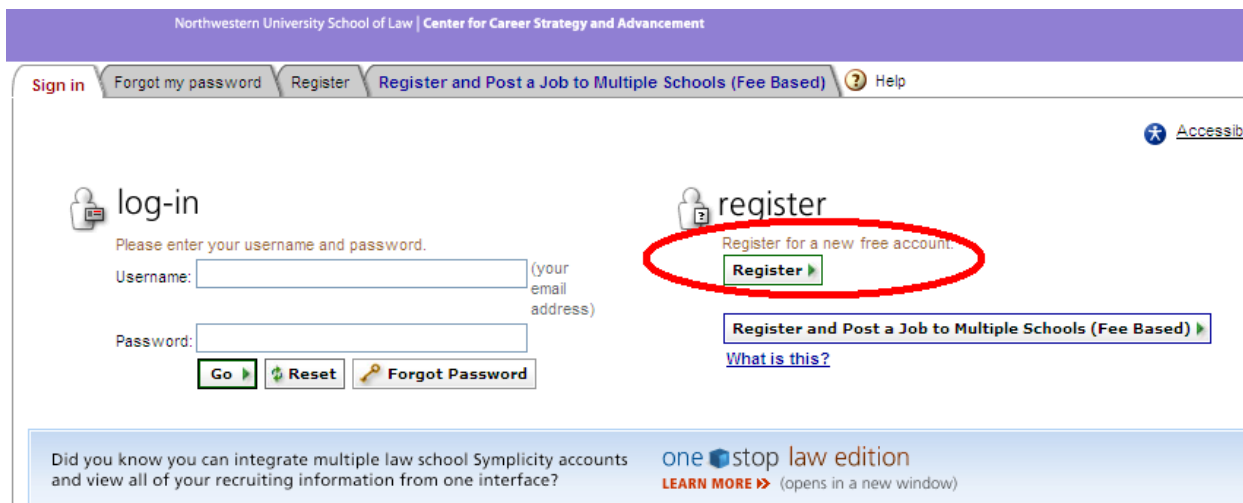 Northwestern University School of Law | Center for Career Strategy and Advancement
Sign in Forgot my password Register Register and Post a Job to Multiple Schools (Fee Based) ? Help
Accessib
log-in
Please enter your username and password.
Username: (your
email
address)
Password:
Go Reset Forgot Password
? register
Register for a new free account.
Register
Register and Post a Job to Multiple Schools (Fee Based)
What is this?
Did you know you can integrate multiple law school Symplicity accounts
and view all of your recruiting information from one interface?
one stop law edition
LEARN MORE (opens in a new window)